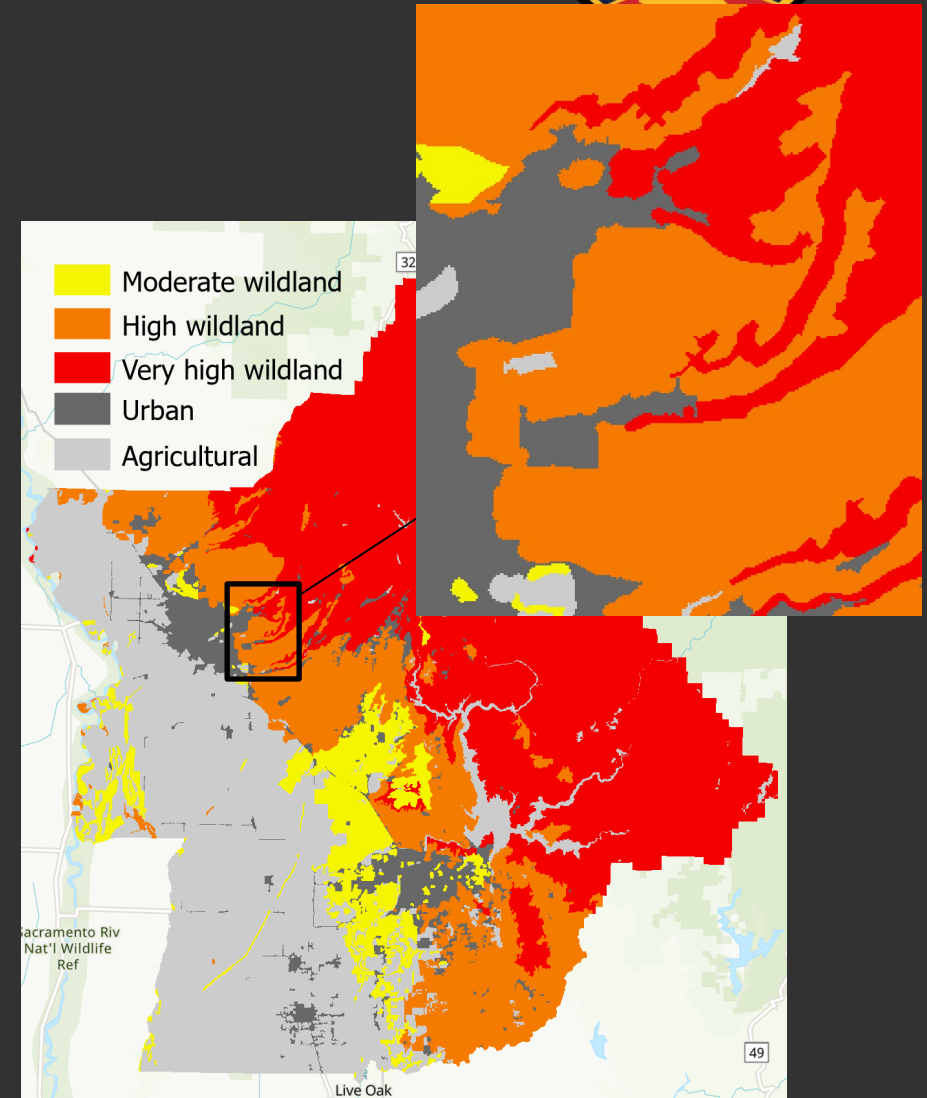 32
Moderate wildland
High wildland
Very high wildland
Urban
Agricultural
Sacramento Riv
Nat'l Wildlife
Ref
49
Live Oak